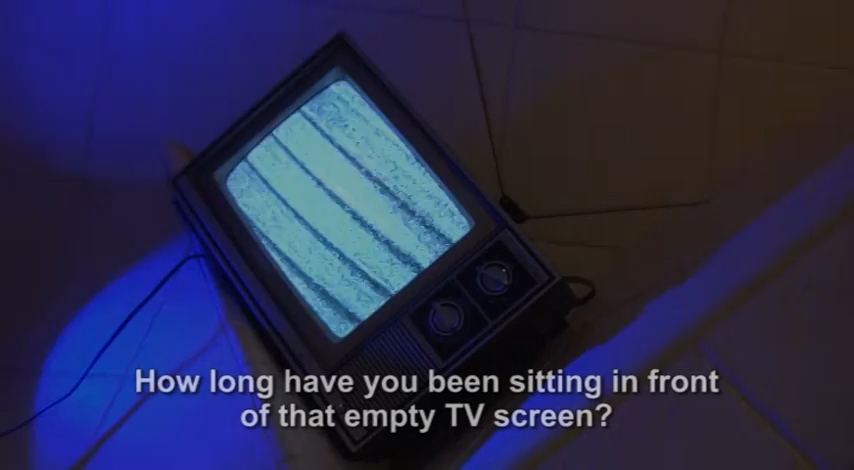 How long have you been sitting in front
of that empty TV screen?